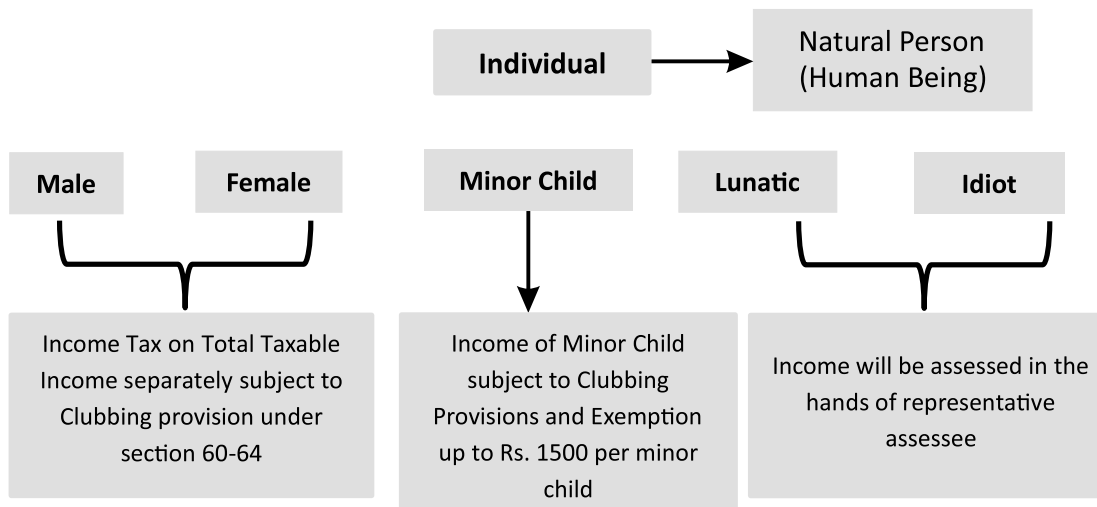 Individual
Natural Person
(Human Being)
Male
Female
Minor Child
Lunatic
Idiot
Income Tax on Total Taxable
Income separately subject to
Clubbing provision under
section 60-64
Income of Minor Child
subject to Clubbing
Provisions and Exemption
up to Rs. 1500 per minor
child
Income will be assessed in the
hands of representative
assessee